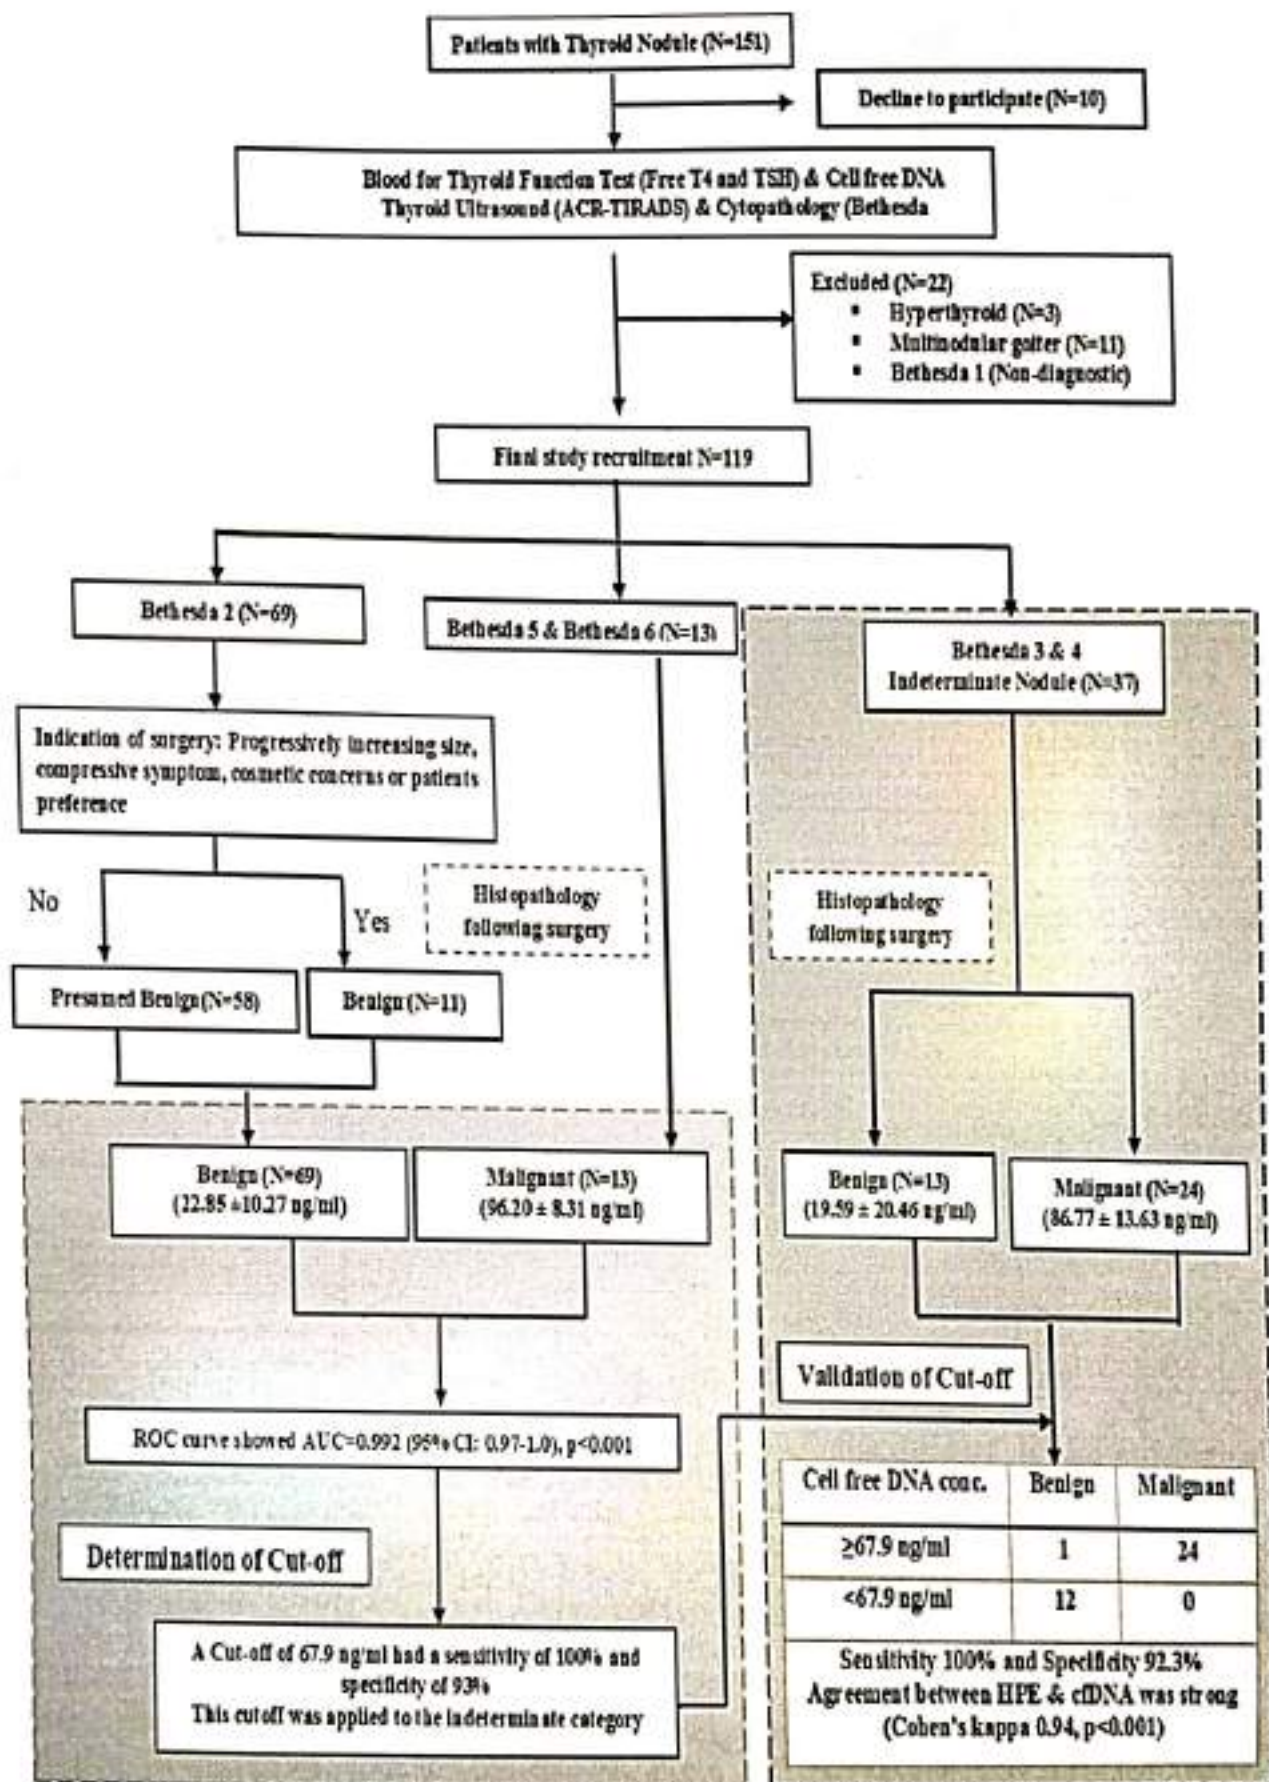 Patients with Thyroid Nodule (N=151)
Decline to participate (N=10)
Blood for Thyroid Function Test (Free T4 and TSH) & Cell free DNA
Thyroid Ultrasound (ACR-TIRADS) & Cytopathology (Bethesda
Excluded (N=22)
▪ Hyperthyroid (N=3)
▪ Multinodular goiter (N=11)
▪ Bethesda 1 (Non-diagnostic)
Final study recruitment N=119
Bethesda 2 (N=69)
Bethesda 5 & Bethesda 6 (N=13)
Bethesda 3 & 4
Indeterminate Nodule (N=37)
Indication of surgery: Progressively increasing size,
compressive symptom, cosmetic concerns or patients
preference
No
Yes
Histopathology
following surgery
Histopathology
following surgery
Presumed Benign(N=58)
Benign(N=11)
Benign (N=69)
(22.85 ±10.27 ng/ml)
Malignant (N=13)
(96.20 ± 8.31 ng/ml)
Benign (N=13)
(19.59 ± 20.46 ng/ml)
Malignant (N=24)
(86.77 ± 13.63 ng/ml)
Validation of Cut-off
ROC curve showed AUC=0.992 (95% CI: 0.97-1.0), p<0.001
Determination of Cut-off
A Cut-off of 67.9 ng/ml had a sensitivity of 100% and
specificity of 93%
This cutoff was applied to the indeterminate category
Cell free DNA conc. Benign Malignant
≥67.9 ng/ml 1 24
<67.9 ng/ml 12 0
Sensitivity 100% and Specificity 92.3%
Agreement between HPE & cfDNA was strong
(Cohen's kappa 0.94, p<0.001)